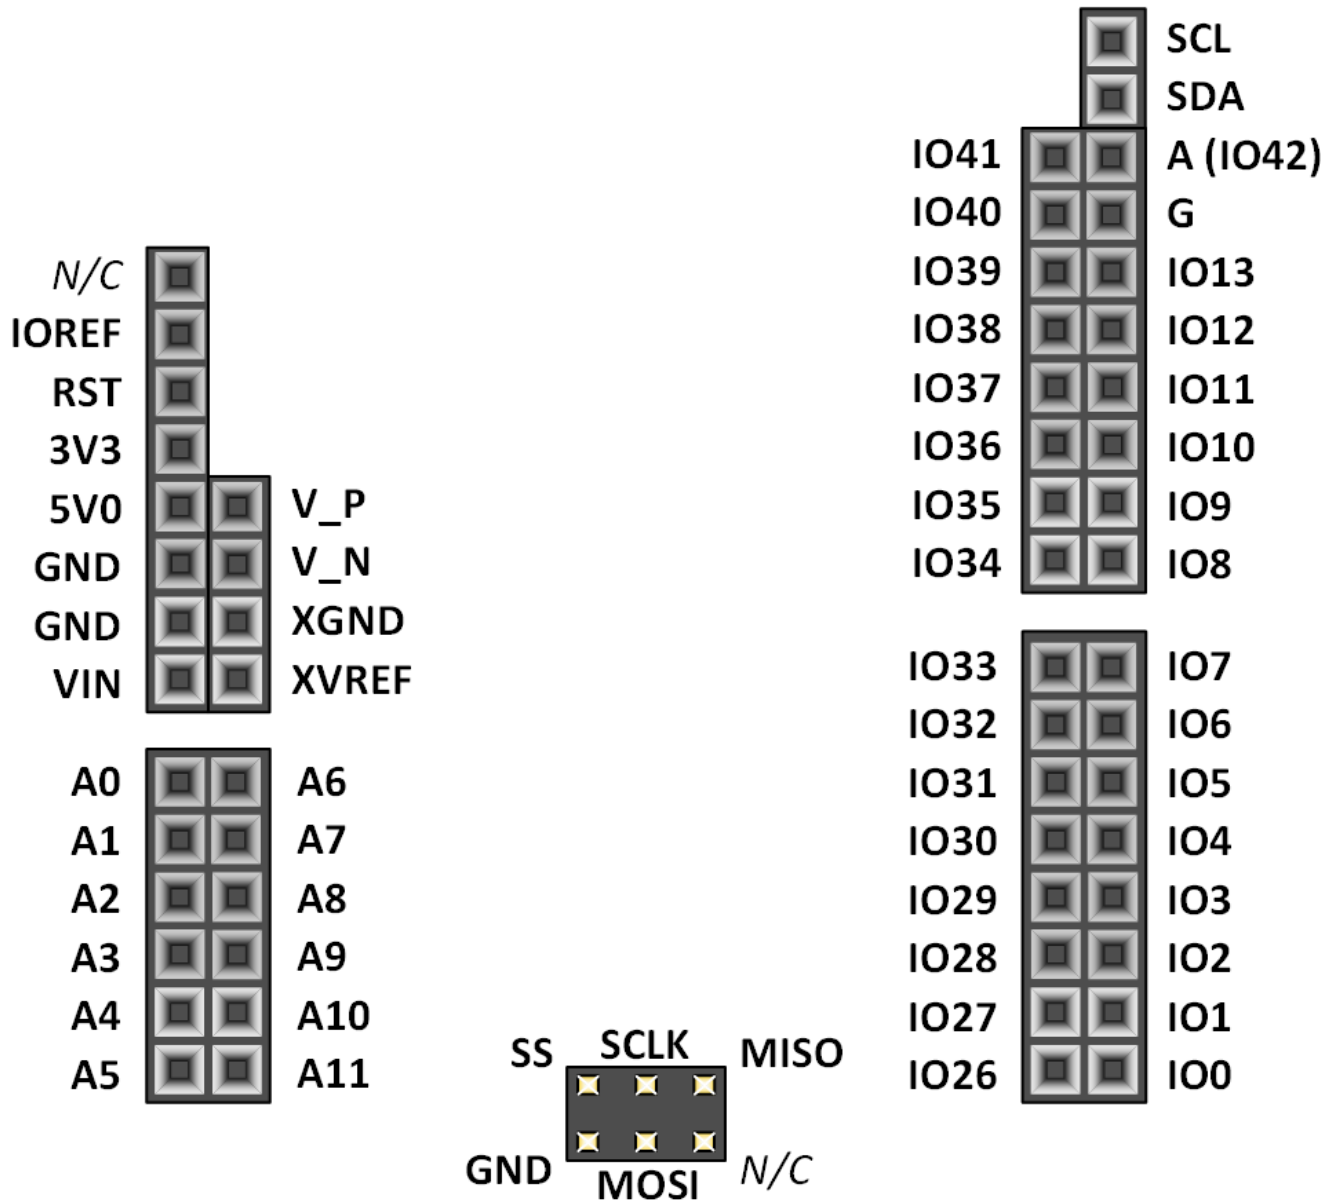 SCL
SDA
IO41 A (IO42)
IO40 G
IO39 IO13
IO38 IO12
IO37 IO11
IO36 IO10
IO35 IO9
IO34 IO8
N/C
IOREF
RST
3V3
5V0 V_P
GND V_N
GND XGND
VIN XVREF
IO33 IO7
IO32 IO6
IO31 IO5
IO30 IO4
IO29 IO3
IO28 IO2
IO27 IO1
IO26 IO0
A0 A6
A1 A7
A2 A8
A3 A9
A4 A10
A5 A11
SS SCLK MISO
GND MOSI N/C